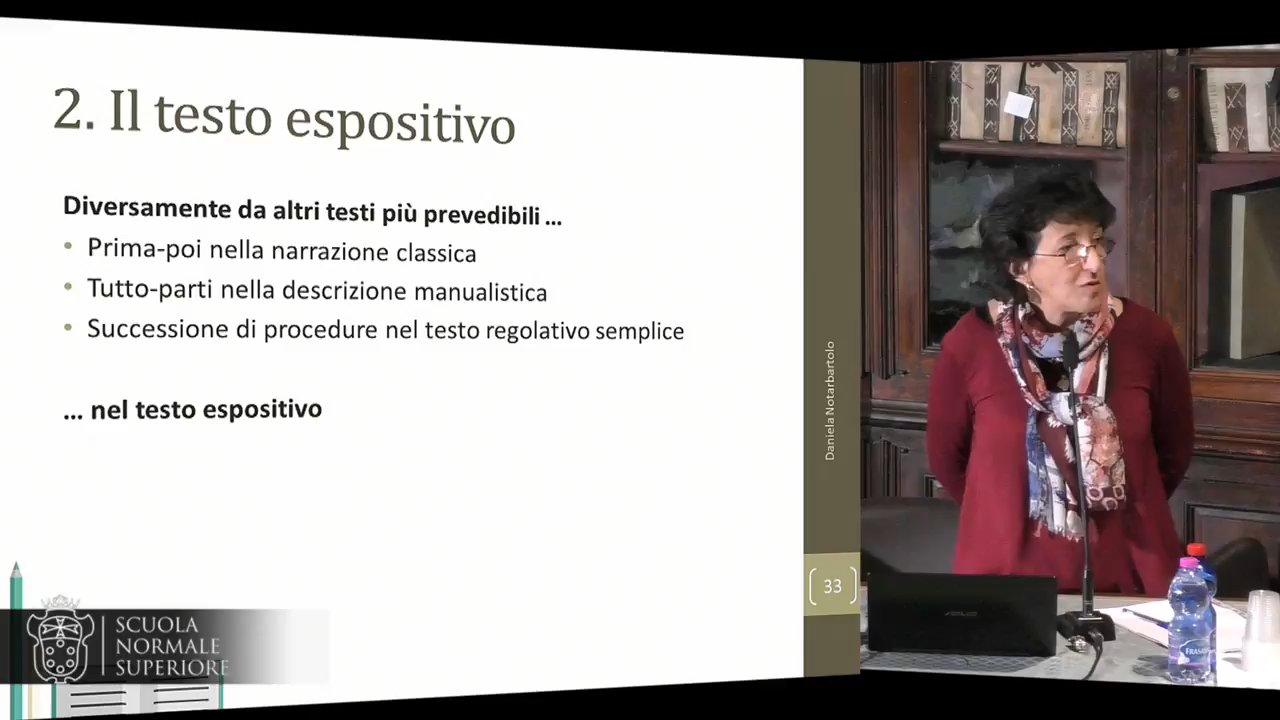 2. Il testo espositivo
Diversamente da altri testi più prevedibili ...
• Prima-poi nella narrazione classica
• Tutto-parti nella descrizione manualistica
• Successione di procedure nel testo regolativo semplice
... nel testo espositivo
Daniela Notarbartolo
33
SCUOLA
NORMALE
SUPERIORE
ASUS